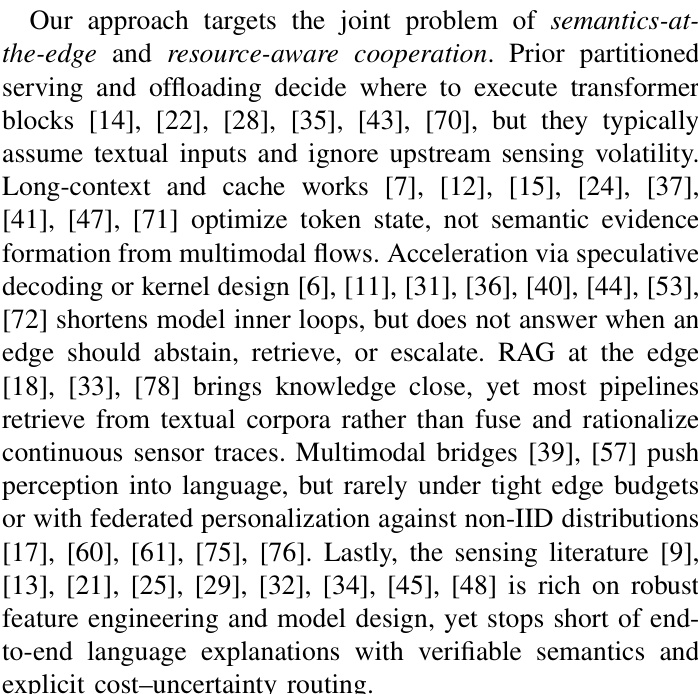 Our approach targets the joint problem of semantics-at-
the-edge and resource-aware cooperation. Prior partitioned
serving and offloading decide where to execute transformer
blocks [14], [22], [28], [35], [43], [70], but they typically
assume textual inputs and ignore upstream sensing volatility.
Long-context and cache works [7], [12], [15], [24], [37],
[41], [47], [71] optimize token state, not semantic evidence
formation from multimodal flows. Acceleration via speculative
decoding or kernel design [6], [11], [31], [36], [40], [44], [53],
[72] shortens model inner loops, but does not answer when an
edge should abstain, retrieve, or escalate. RAG at the edge
[18], [33], [78] brings knowledge close, yet most pipelines
retrieve from textual corpora rather than fuse and rationalize
continuous sensor traces. Multimodal bridges [39], [57] push
perception into language, but rarely under tight edge budgets
or with federated personalization against non-IID distributions
[17], [60], [61], [75], [76]. Lastly, the sensing literature [9],
[13], [21], [25], [29], [32], [34], [45], [48] is rich on robust
feature engineering and model design, yet stops short of end-
to-end language explanations with verifiable semantics and
explicit cost–uncertainty routing.